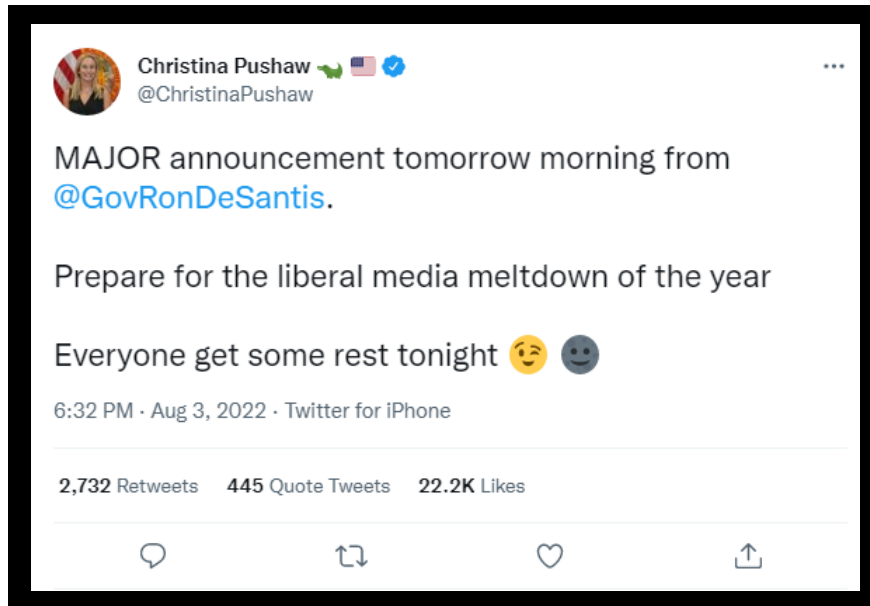 Christina Pushaw 🐊 🇺🇸
@ChristinaPushaw
MAJOR announcement tomorrow morning from
@GovRonDeSantis.
Prepare for the liberal media meltdown of the year
Everyone get some rest tonight 😉 🌚
6:32 PM · Aug 3, 2022 · Twitter for iPhone
2,732 Retweets 445 Quote Tweets 22.2K Likes